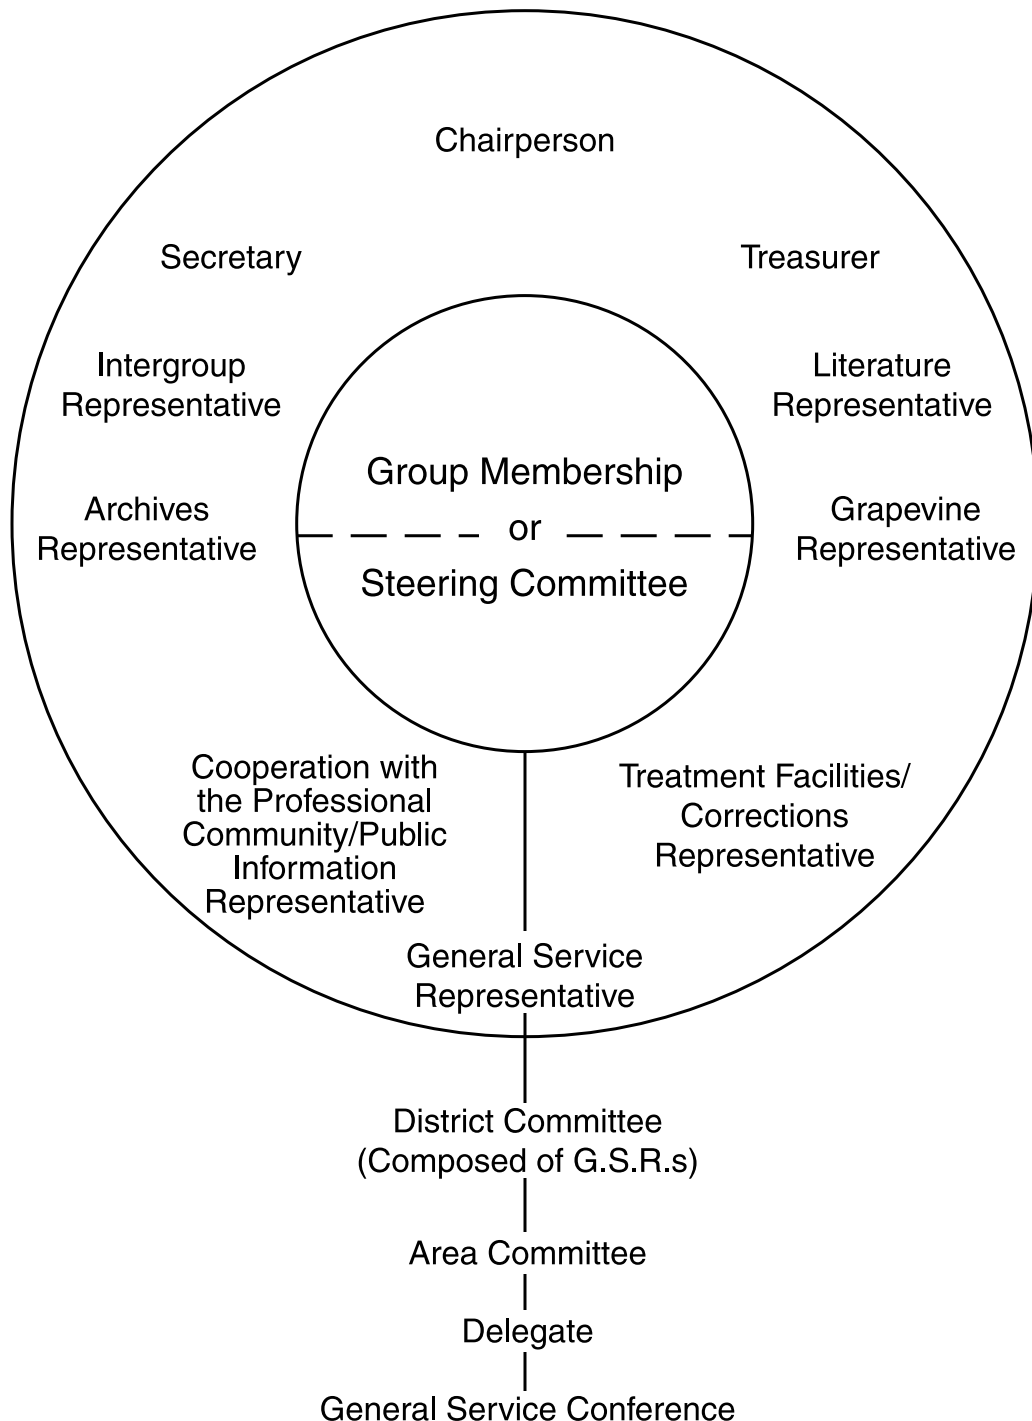 Chairperson
Secretary
Treasurer
Intergroup
Representative
Literature
Representative
Group Membership
or
Steering Committee
Archives
Representative
Grapevine
Representative
Cooperation with
the Professional
Community/Public
Information
Representative
Treatment Facilities/
Corrections
Representative
General Service
Representative
District Committee
(Composed of G.S.R.s)
Area Committee
Delegate
General Service Conference